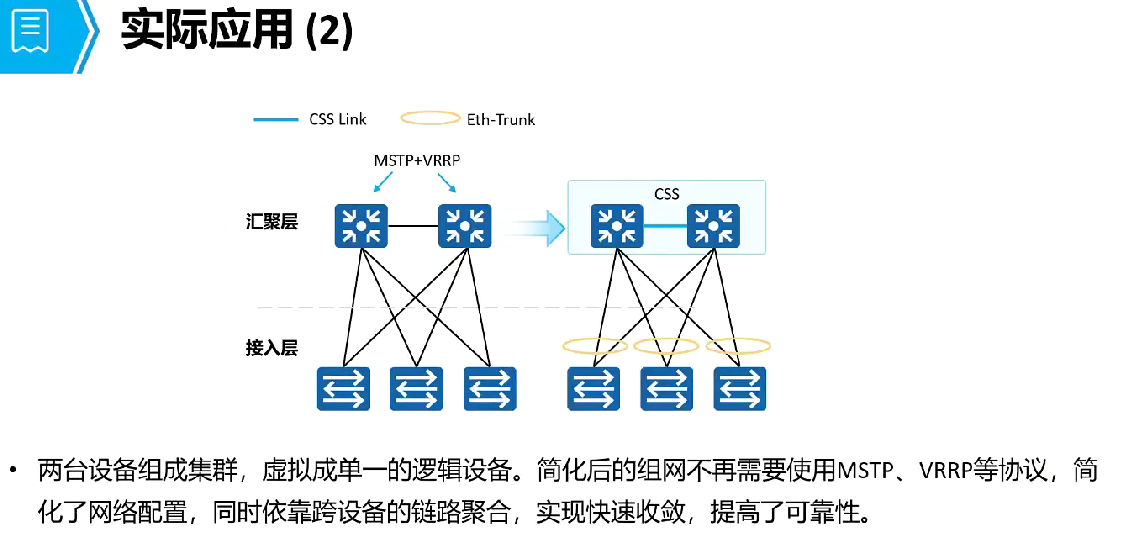 实际应用 (2)
CSS Link
Eth-Trunk
MSTP+VRRP
CSS
汇聚层
接入层
• 两台设备组成集群，虚拟成单一的逻辑设备。简化后的组网不再需要使用MSTP、VRRP等协议，简
化了网络配置，同时依靠跨设备的链路聚合，实现快速收敛，提高了可靠性。